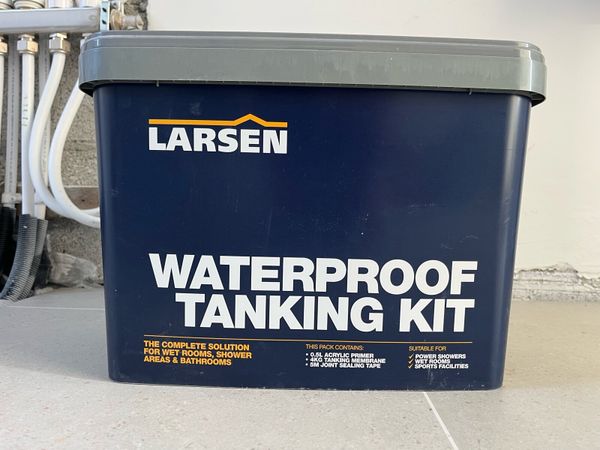 LARSEN
WATERPROOF
TANKING KIT
THE COMPLETE SOLUTION
FOR WET ROOMS, SHOWER
AREAS & BATHROOMS
THIS PACK CONTAINS:
• 0.5L ACRYLIC PRIMER
• 4KG TANKING MEMBRANE
• 5M JOINT SEALING TAPE
SUITABLE FOR
✓ POWER SHOWERS
✓ WET ROOMS
✓ SPORTS FACILITIES